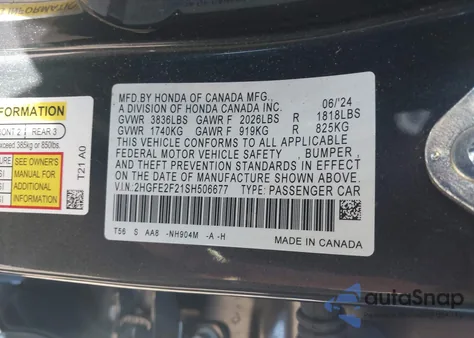 MFD.BY HONDA OF CANADA MFG.,
A DIVISION OF HONDA CANADA INC. 06/'24
GVWR 3836LBS GAWR F 2026LBS R 1818LBS
GVWR 1740KG GAWR F 919KG R 825KG
THIS VEHICLE CONFORMS TO ALL APPLICABLE
FEDERAL MOTOR VEHICLE SAFETY, BUMPER,
AND THEFT PREVENTION STANDARDS IN EFFECT
ON THE DATE OF MANUFACTURE SHOWN ABOVE.
V.I.N.:2HGFE2F21SH506677 TYPE: PASSENGER CAR
T56 S AA8 -NH904M -A -H
MADE IN CANADA
FORMATION
RONT 2 REAR 3
xceed 385kg or 850lbs.
SEE OWNER'S
MANUAL FOR
ADDITIONAL
INFORMATION
T21 A0
autoSnap